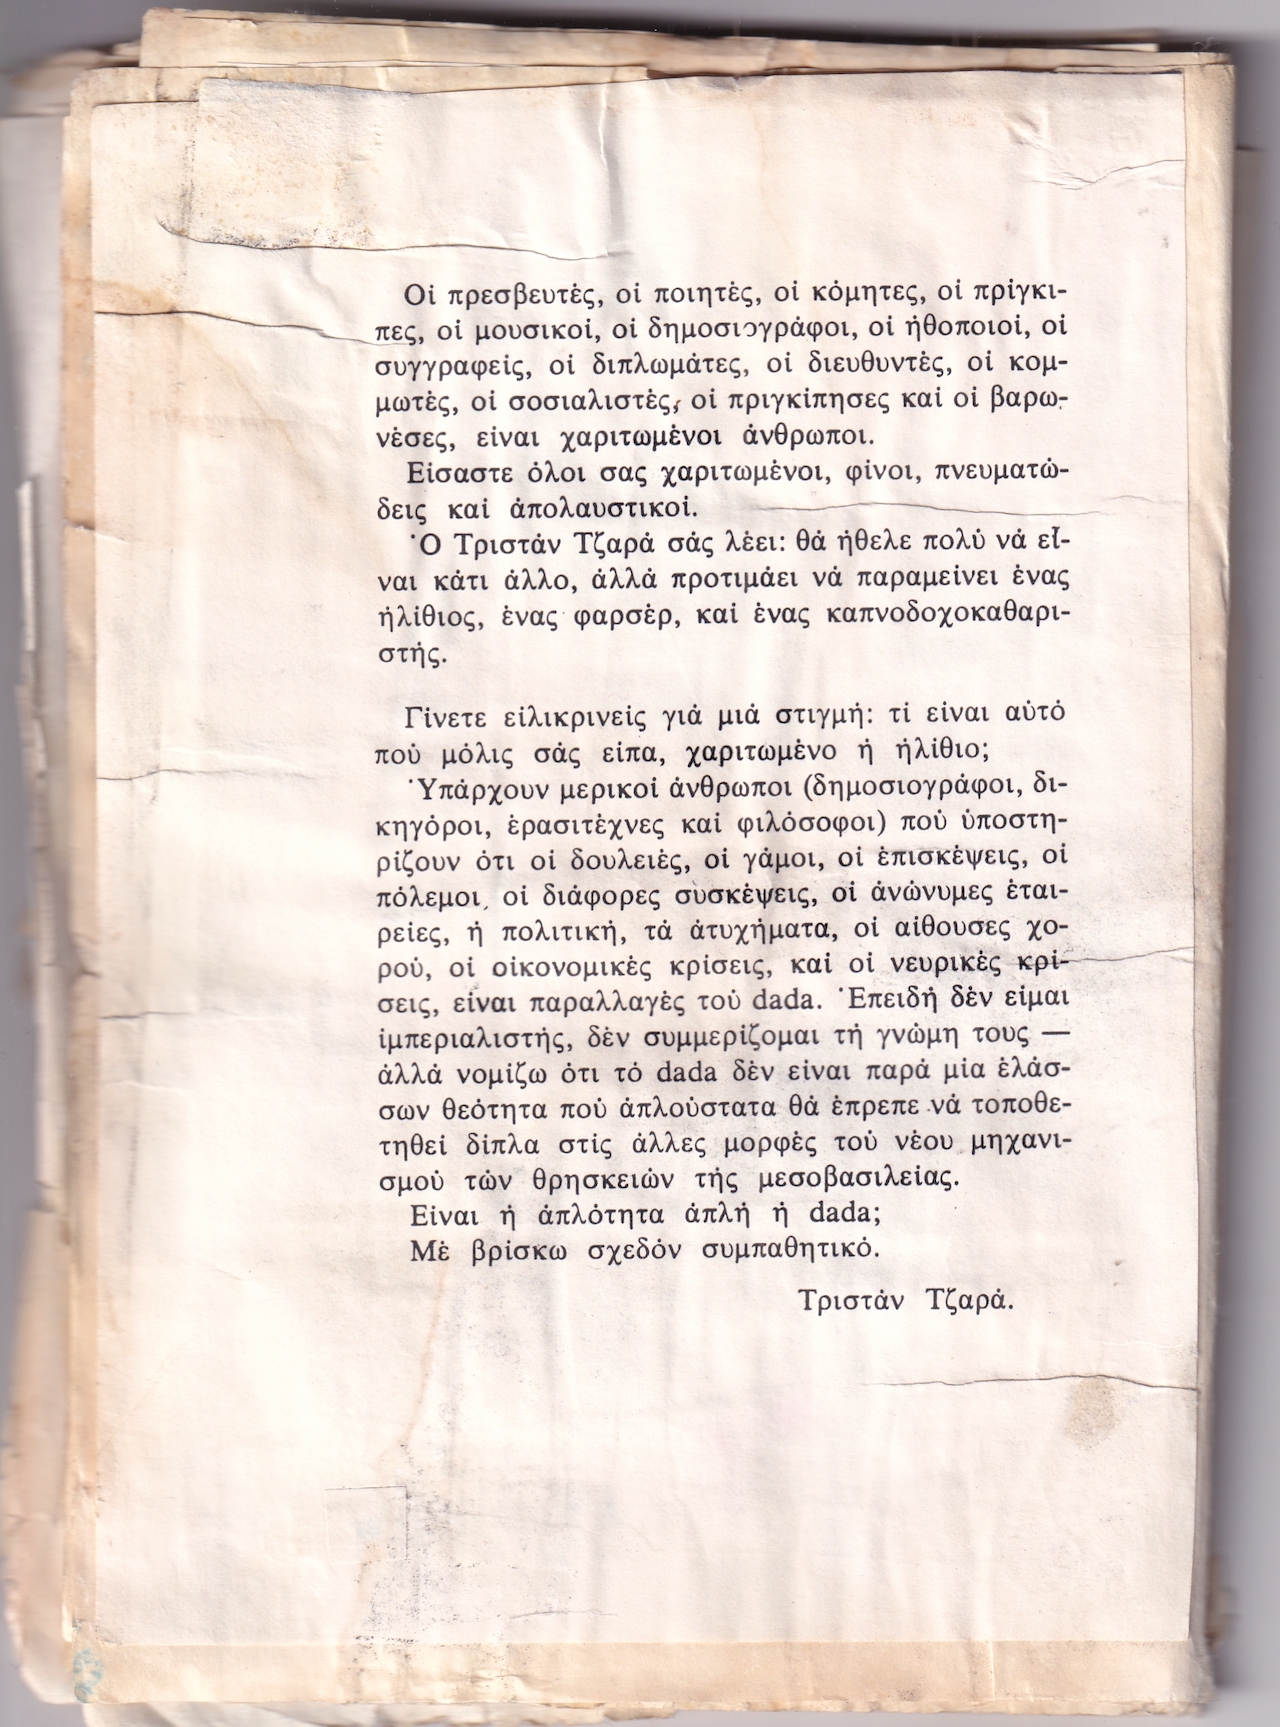 Οἱ πρεσβευτές, οἱ ποιητές, οἱ κόμητες, οἱ πρίγκι-
πες, οἱ μουσικοί, οἱ δημοσιογράφοι, οἱ ἠθοποιοί, οἱ
συγγραφεῖς, οἱ διπλωμάτες, οἱ διευθυντές, οἱ κομ-
μωτές, οἱ σοσιαλιστές, οἱ πριγκίπησες καί οἱ βαρω-
νέσες, εἶναι χαριτωμένοι ἄνθρωποι.
Εἴσαστε ὅλοι σας χαριτωμένοι, φίνοι, πνευματώ-
δεις καί ἀπολαυστικοί.
Ὁ Τριστάν Τζαρά σᾶς λέει: θά ἤθελε πολύ νά εἶ-
ναι κάτι ἄλλο, ἀλλά προτιμάει νά παραμείνει ἕνας
ἠλίθιος, ἕνας φαρσέρ, καί ἕνας καπνοδοχοκαθαρι-
στής.
Γίνετε εἰλικρινεῖς γιά μιά στιγμή: τί εἶναι αὐτό
πού μόλις σᾶς εἶπα, χαριτωμένο ἤ ἠλίθιο;
Ὑπάρχουν μερικοί ἄνθρωποι (δημοσιογράφοι, δι-
κηγόροι, ἐρασιτέχνες καί φιλόσοφοι) πού ὑποστη-
ρίζουν ὅτι οἱ δουλειές, οἱ γάμοι, οἱ ἐπισκέψεις, οἱ
πόλεμοι, οἱ διάφορες συσκέψεις, οἱ ἀνώνυμες ἑται-
ρεῖες, ἡ πολιτική, τά ἀτυχήματα, οἱ αἴθουσες χο-
ροῦ, οἱ οἰκονομικές κρίσεις, καί οἱ νευρικές κρί-
σεις, εἶναι παραλλαγές τοῦ dada. Ἐπειδή δέν εἶμαι
ἰμπεριαλιστής, δέν συμμερίζομαι τή γνώμη τους —
ἀλλά νομίζω ὅτι τό dada δέν εἶναι παρά μία ἐλάσ-
σων θεότητα πού ἁπλούστατα θά ἔπρεπε νά τοποθε-
τηθεῖ δίπλα στίς ἄλλες μορφές τοῦ νέου μηχανι-
σμοῦ τῶν θρησκειῶν τῆς μεσοβασιλείας.
Εἶναι ἡ ἁπλότητα ἁπλή ἤ dada;
Μέ βρίσκω σχεδόν συμπαθητικό.
Τριστάν Τζαρά.